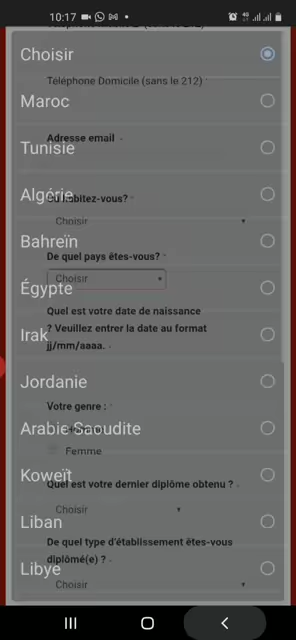 10:17
Téléphone Domicile (sans le 212)
Choisir
Maroc
Tunisie
Algérie
Bahreïn
Égypte
Irak
Jordanie
Arabie Saoudite
Koweït
Liban
Libye
Adresse email -
habitez-vous? *
Choisir
De quel pays êtes-vous? *
Choisir
Quel est votre date de naissance
? Veuillez entrer la date au format
jj/mm/aaaa. -
Votre genre : *
Femme
Quel est votre dernier diplôme obtenu ? -
Choisir
De quel type d'établissement êtes-vous
diplômé(e) ? -
Choisir